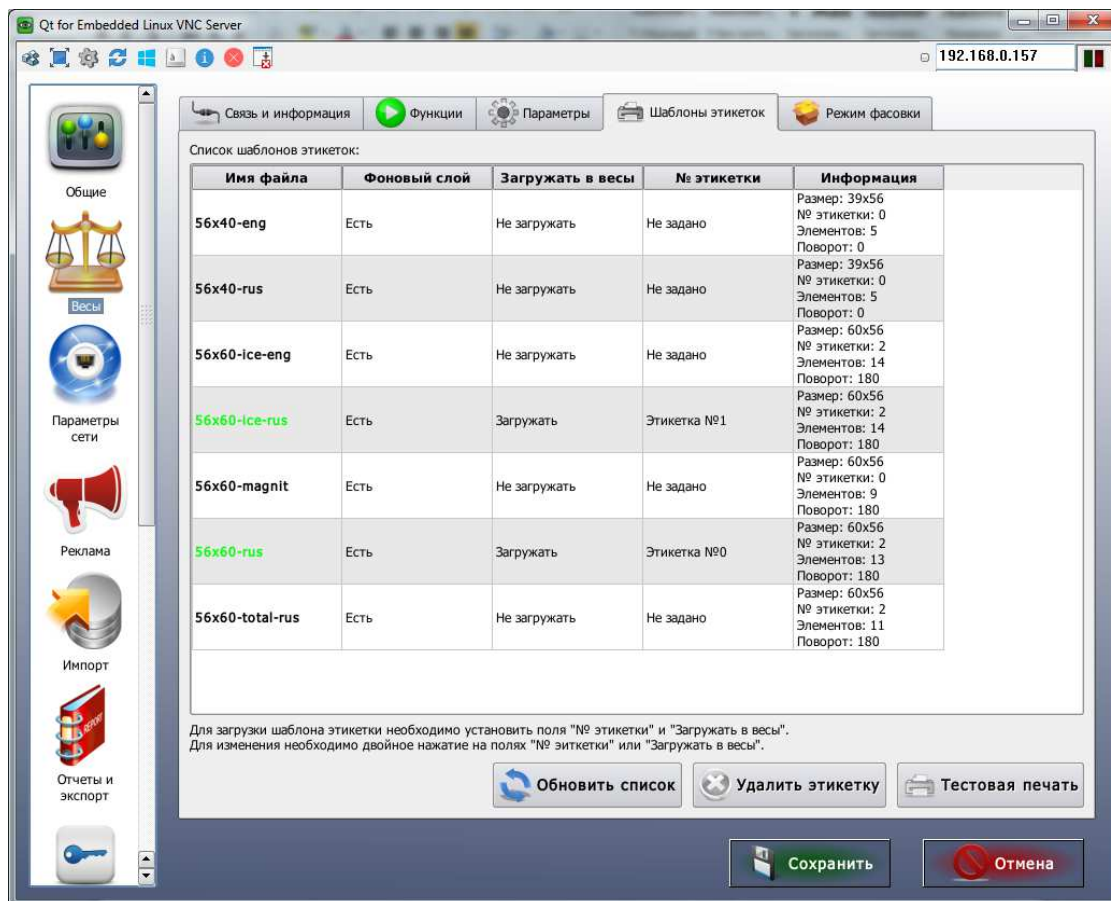 Qt for Embedded Linux VNC Server
192.168.0.157
Общие
Весы
Параметры
сети
Реклама
Импорт
REPORT
Отчеты и
экспорт
Связь и информация
Функции
Параметры
Шаблоны этикеток
Режим фасовки
Список шаблонов этикеток:
Имя файла Фоновый слой Загружать в весы № этикетки Информация
56x40-eng Есть Не загружать Не задано
Размер: 39x56
№ этикетки: 0
Элементов: 5
Поворот: 0
56x40-rus Есть Не загружать Не задано
Размер: 39x56
№ этикетки: 0
Элементов: 5
Поворот: 0
56x60-ice-eng Есть Не загружать Не задано
Размер: 60x56
№ этикетки: 2
Элементов: 14
Поворот: 180
56x60-ice-rus Есть Загружать Этикетка №1
Размер: 60x56
№ этикетки: 2
Элементов: 14
Поворот: 180
56x60-magnit Есть Не загружать Не задано
Размер: 60x56
№ этикетки: 0
Элементов: 9
Поворот: 180
56x60-rus Есть Загружать Этикетка №0
Размер: 60x56
№ этикетки: 2
Элементов: 13
Поворот: 180
56x60-total-rus Есть Не загружать Не задано
Размер: 60x56
№ этикетки: 2
Элементов: 11
Поворот: 180
Для загрузки шаблона этикетки необходимо установить поля "№ этикетки" и "Загружать в весы".
Для изменения необходимо двойное нажатие на полях "№ эиткетки" или "Загружать в весы".
Обновить список
Удалить этикетку
Тестовая печать
Сохранить
Отмена